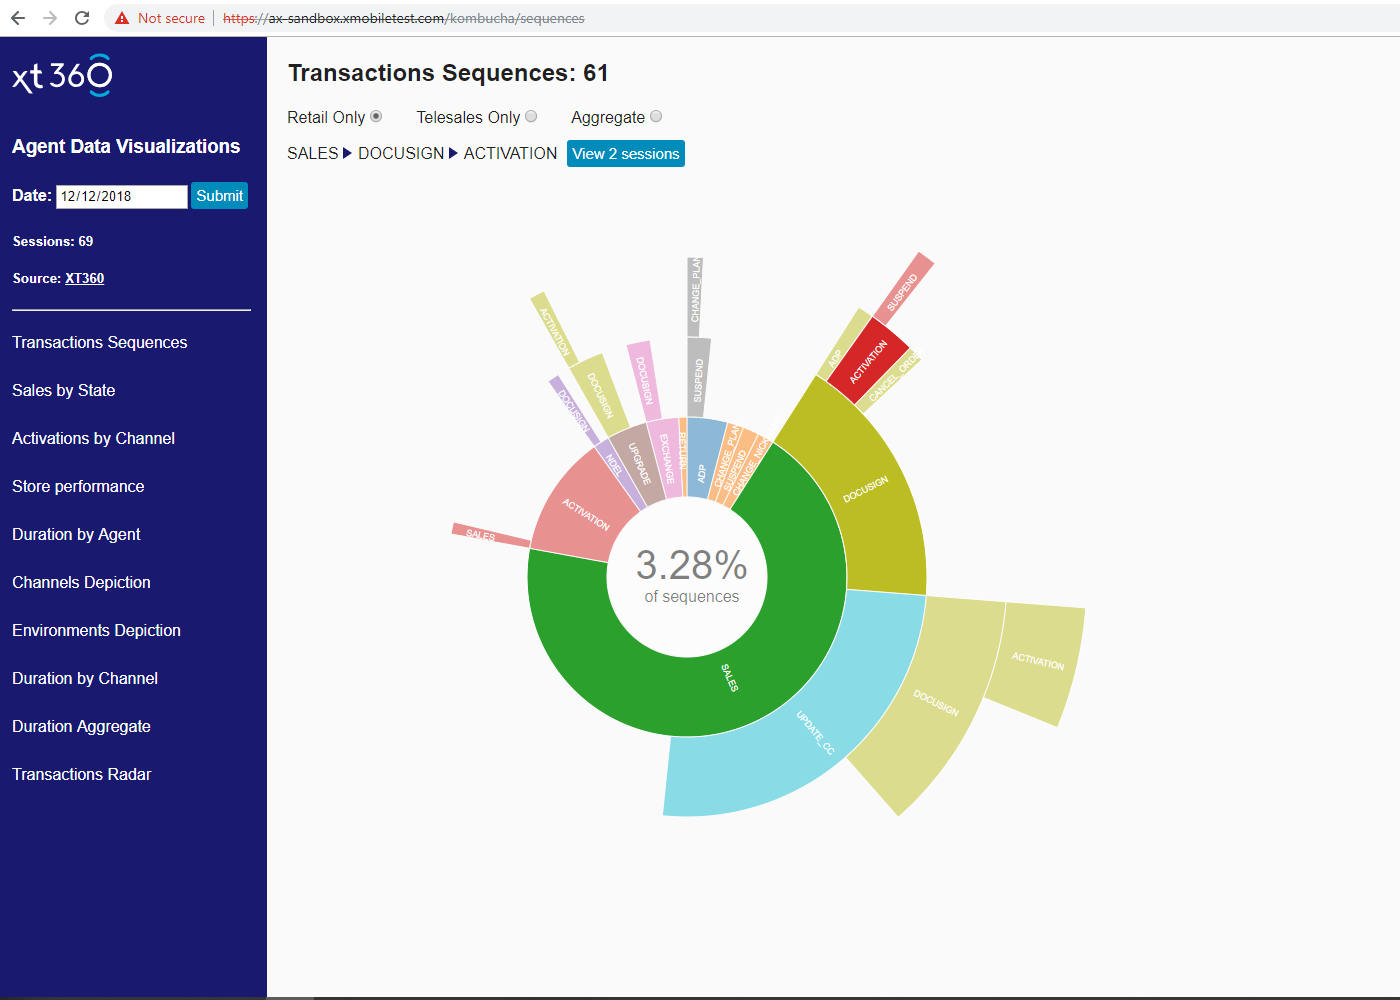 Not secure | https://ax-sandbox.xmobiletest.com/kombucha/sequences
xt 360
Agent Data Visualizations
Date: 12/12/2018 Submit
Sessions: 69
Source: XT360
Transactions Sequences
Sales by State
Activations by Channel
Store performance
Duration by Agent
Channels Depiction
Environments Depiction
Duration by Channel
Duration Aggregate
Transactions Radar
Transactions Sequences: 61
Retail Only Telesales Only Aggregate
SALES DOCUSIGN ACTIVATION View 2 sessions
CHANGE_PLAN
SUSPEND
SUSPEND
ACTIVATION
DOCUSIGN
DOCUSIGN
DOCUSIGN
ADP
ACTIVATION
CANCEL_ORDE
NDEL
UPGRADE
EXCHANGE
RETURN
ADP
CHANGE_PLAN
SUSPEND
CHANGE_NICK
ACTIVATION
SALES
DOCUSIGN
3.28%
of sequences
SALES
UPDATE_CC
DOCUSIGN
ACTIVATION